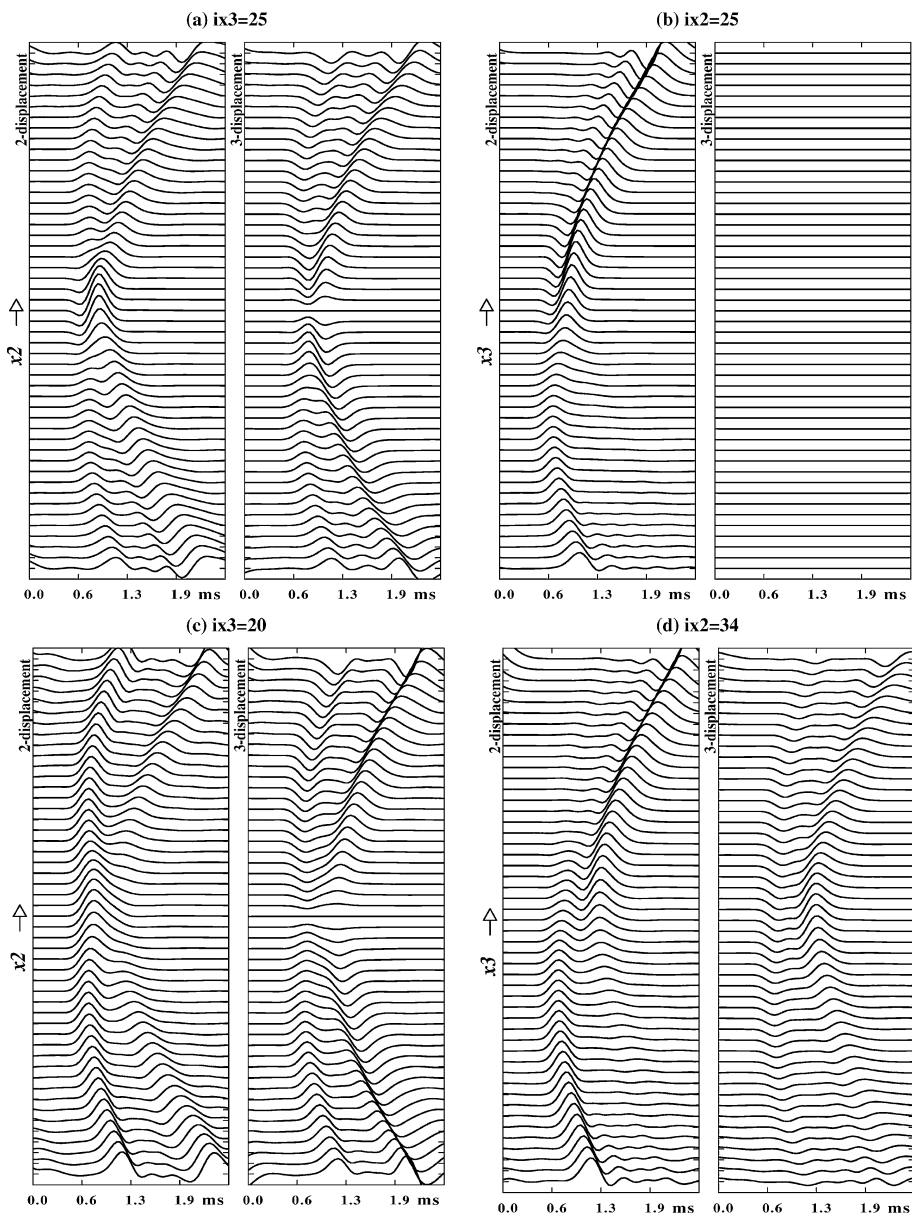 (a) ix3=25
2-displacement
3-displacement
x2
0.0 0.6 1.3 1.9 ms
0.0 0.6 1.3 1.9 ms
(b) ix2=25
2-displacement
3-displacement
x3
0.0 0.6 1.3 1.9 ms
0.0 0.6 1.3 1.9 ms
(c) ix3=20
2-displacement
3-displacement
x2
0.0 0.6 1.3 1.9 ms
0.0 0.6 1.3 1.9 ms
(d) ix2=34
2-displacement
3-displacement
x3
0.0 0.6 1.3 1.9 ms
0.0 0.6 1.3 1.9 ms